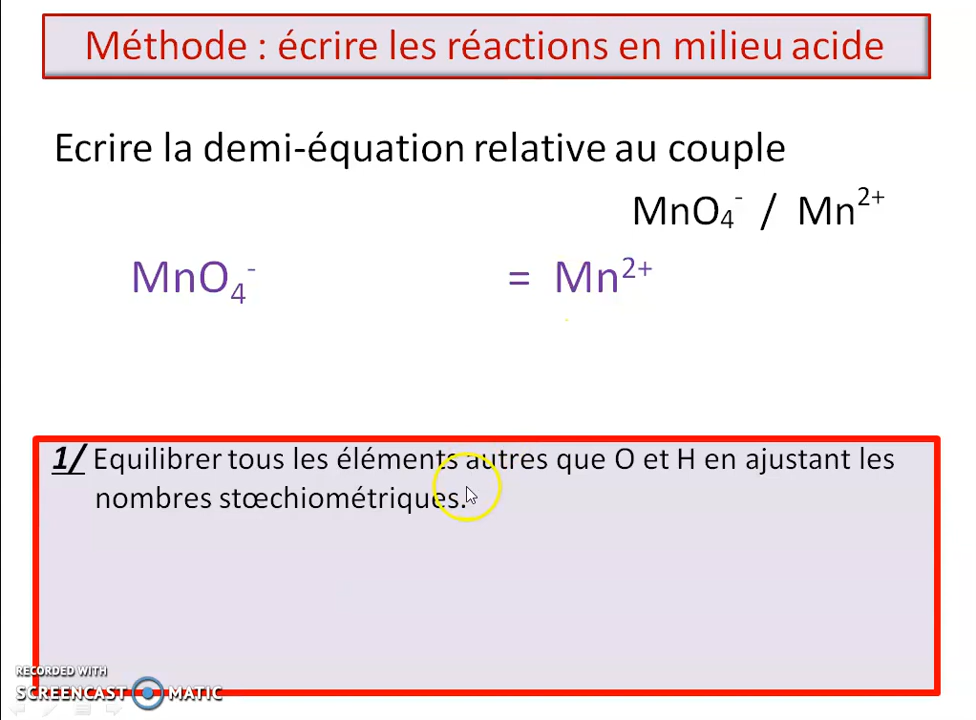 Méthode : écrire les réactions en milieu acide
Ecrire la demi-équation relative au couple
MnO₄⁻ / Mn²⁺
MnO₄⁻ = Mn²⁺
1/ Equilibrer tous les éléments autres que O et H en ajustant les
nombres stœchiométriques.
RECORDED WITH
SCREENCAST MATIC